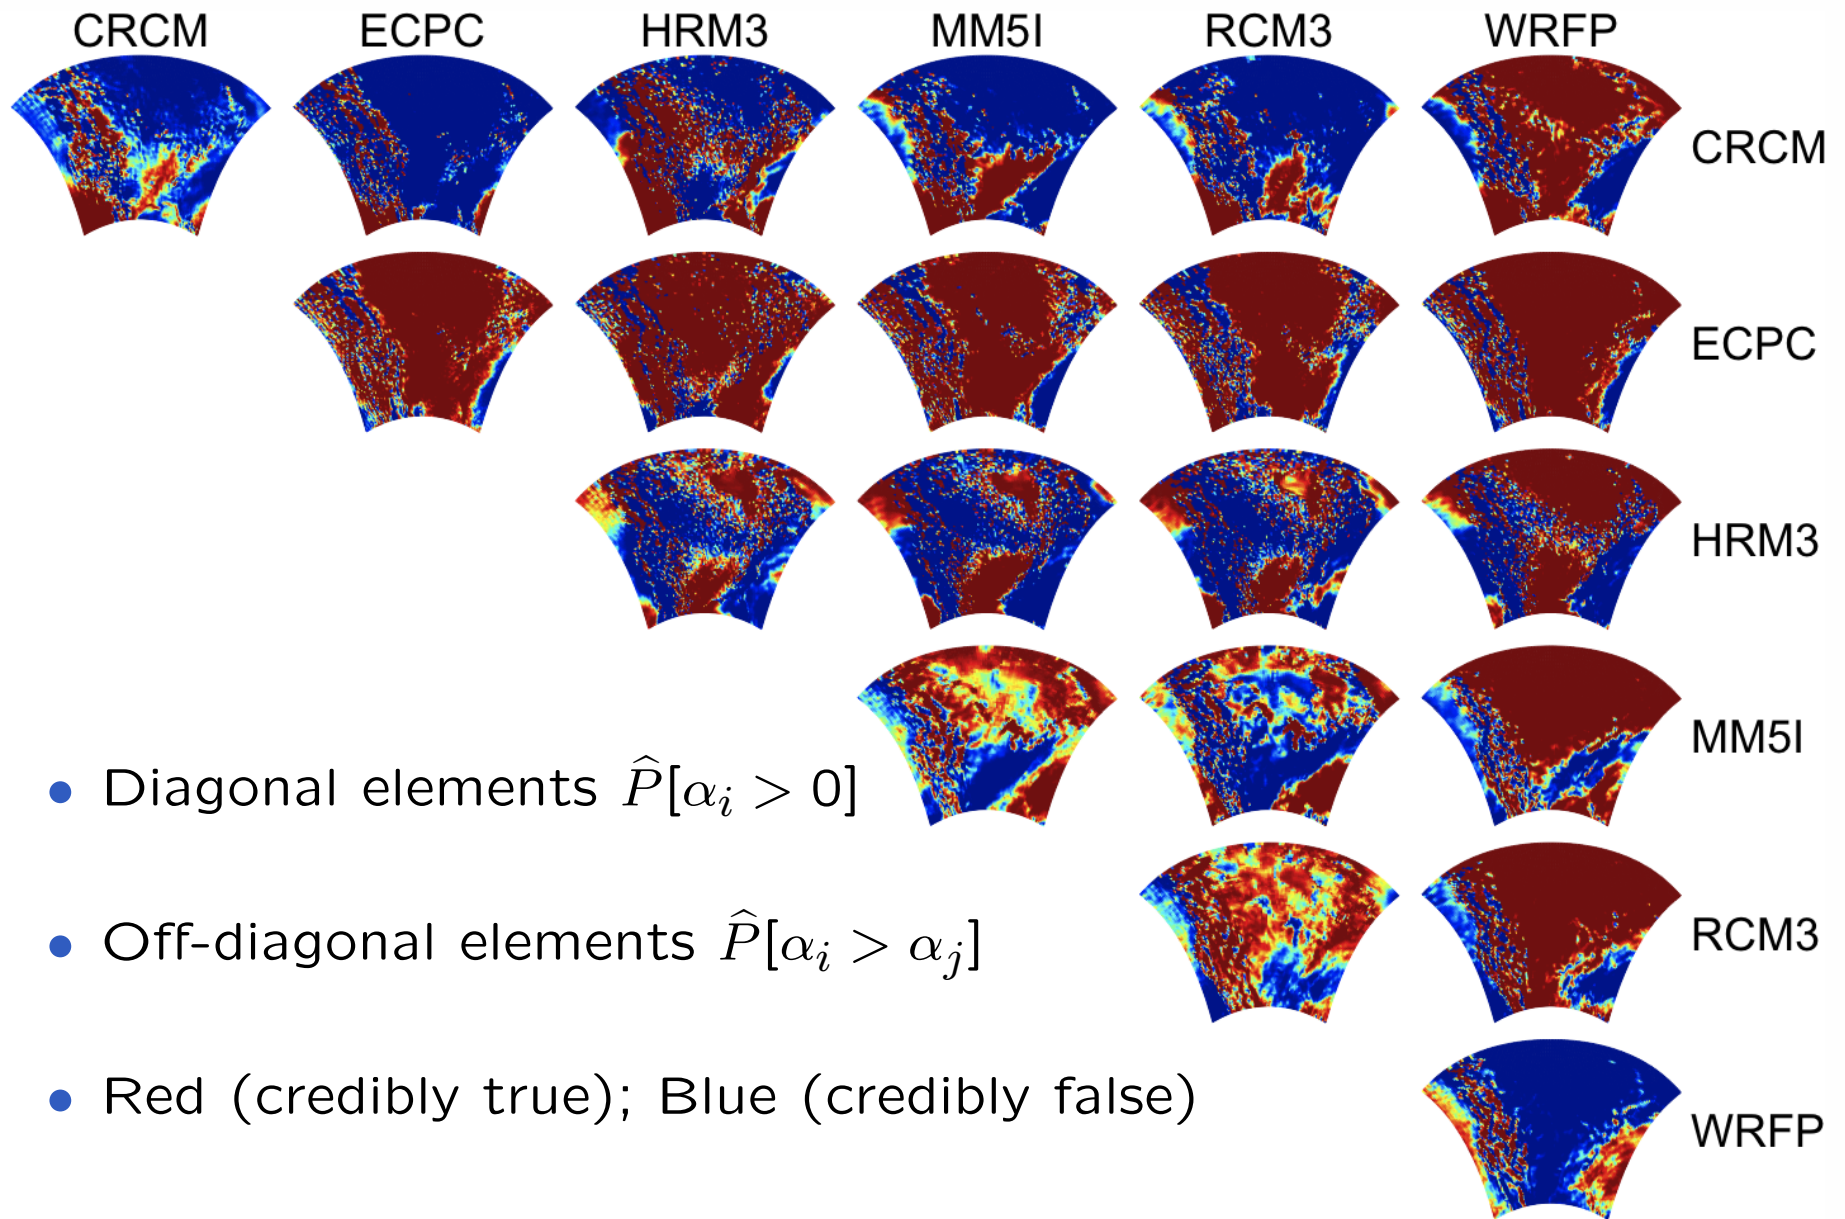 CRCM ECPC HRM3 MM5I RCM3 WRFP
CRCM
ECPC
HRM3
MM5I
• Diagonal elements P̂[αᵢ > 0]
RCM3
• Off-diagonal elements P̂[αᵢ > αⱼ]
• Red (credibly true); Blue (credibly false)
WRFP